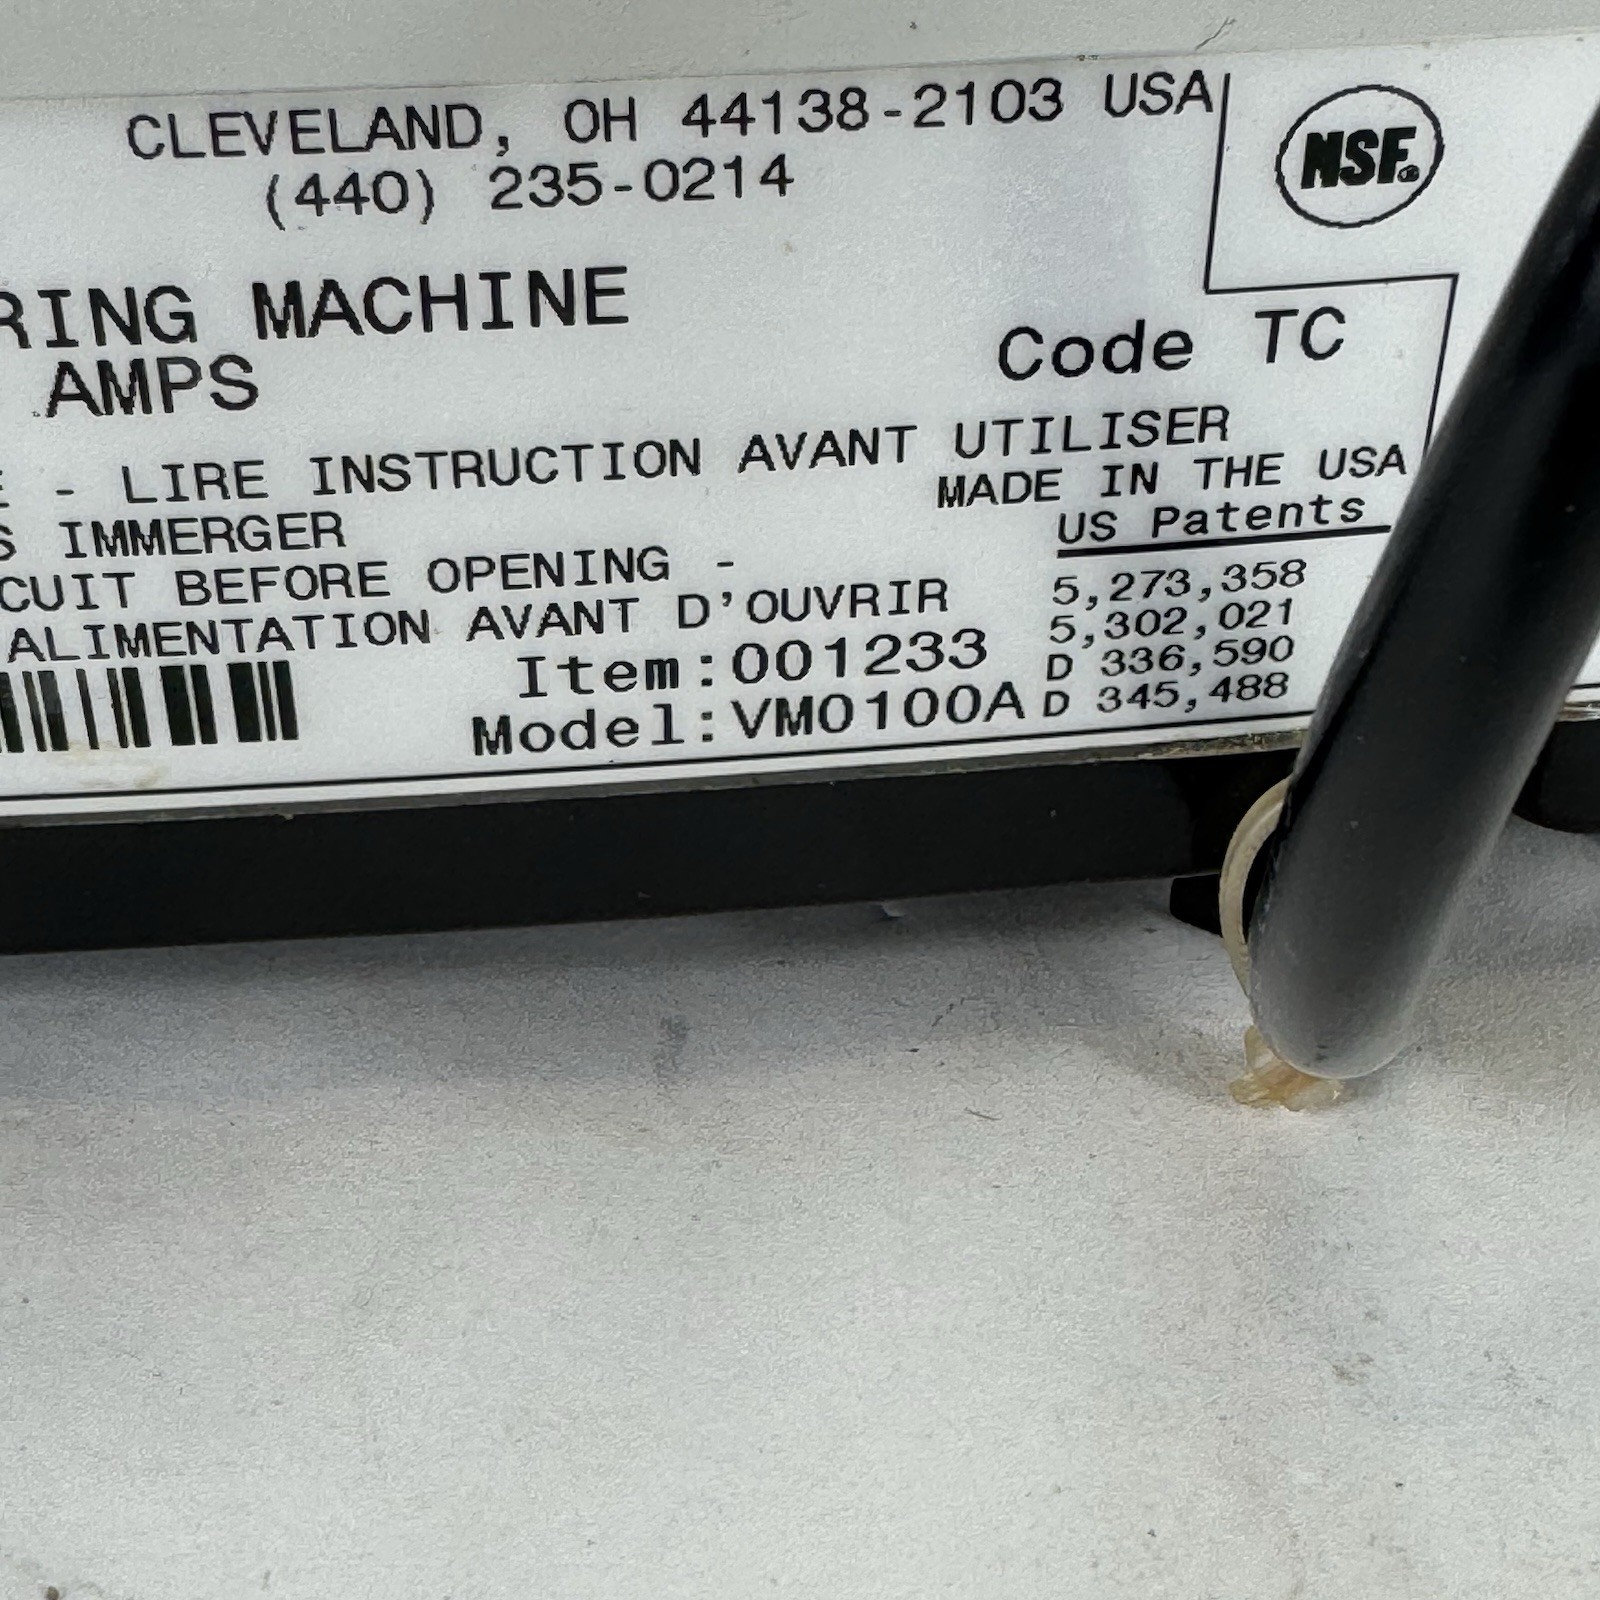 CLEVELAND, OH 44138-2103 USA
(440) 235-0214
NSF®
RING MACHINE
AMPS
Code TC
- LIRE INSTRUCTION AVANT UTILISER
MADE IN THE USA
S IMMERGER
US Patents
CUIT BEFORE OPENING -
5,273,358
ALIMENTATION AVANT D'OUVRIR
5,302,021
Item:001233
D 336,590
Model:VM0100A
D 345,488